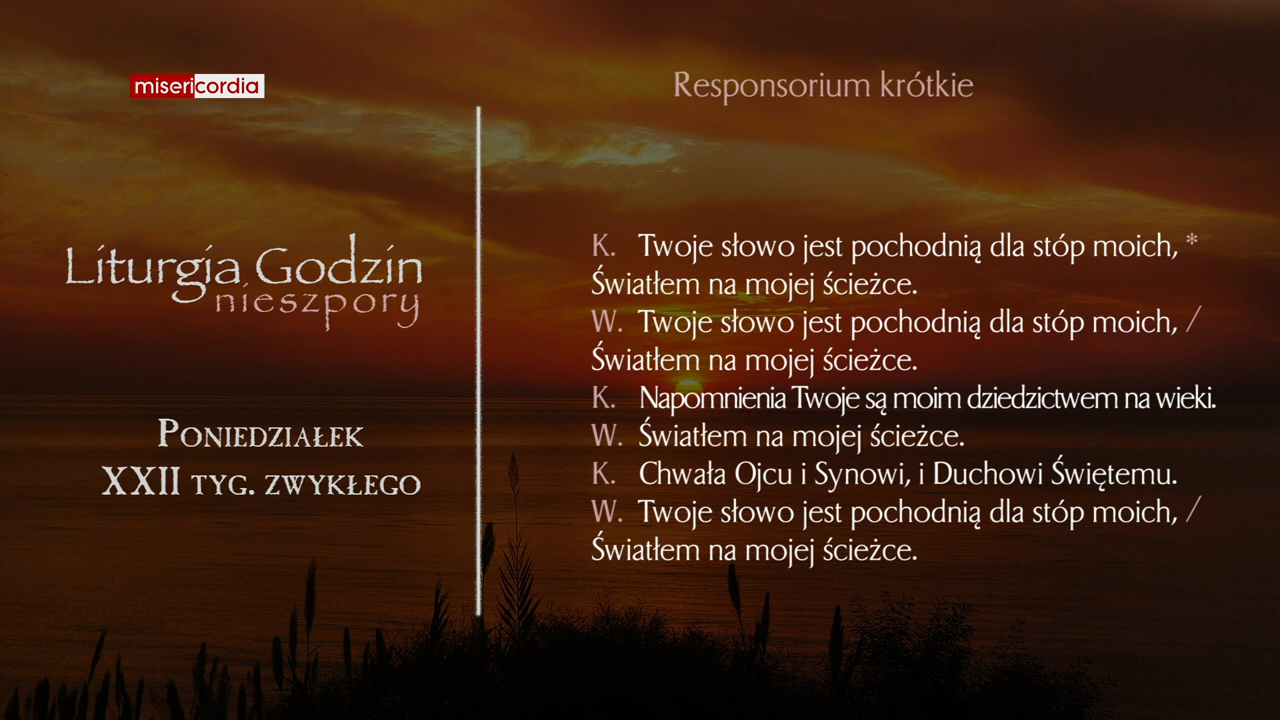 misericordia
Responsorium krótkie
Liturgia Godzin
nieszpory
Poniedziałek
XXII tyg. zwykłego
K. Twoje słowo jest pochodnią dla stóp moich, *
Światłem na mojej ścieżce.
W. Twoje słowo jest pochodnią dla stóp moich, /
Światłem na mojej ścieżce.
K. Napomnienia Twoje są moim dziedzictwem na wieki.
W. Światłem na mojej ścieżce.
K. Chwała Ojcu i Synowi, i Duchowi Świętemu.
W. Twoje słowo jest pochodnią dla stóp moich, /
Światłem na mojej ścieżce.